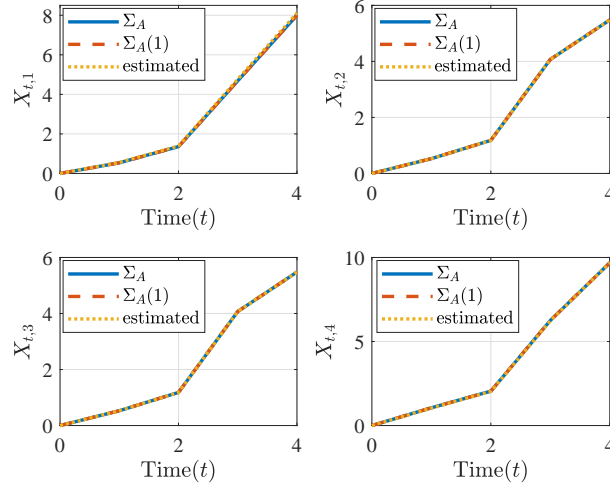 8
6
4
2
0
0 2 4
X_{t,1}
Time(t)
Σ_A
Σ_A(1)
estimated
6
4
2
0
0 2 4
X_{t,2}
Time(t)
Σ_A
Σ_A(1)
estimated
6
4
2
0
0 2 4
X_{t,3}
Time(t)
Σ_A
Σ_A(1)
estimated
10
5
0
0 2 4
X_{t,4}
Time(t)
Σ_A
Σ_A(1)
estimated